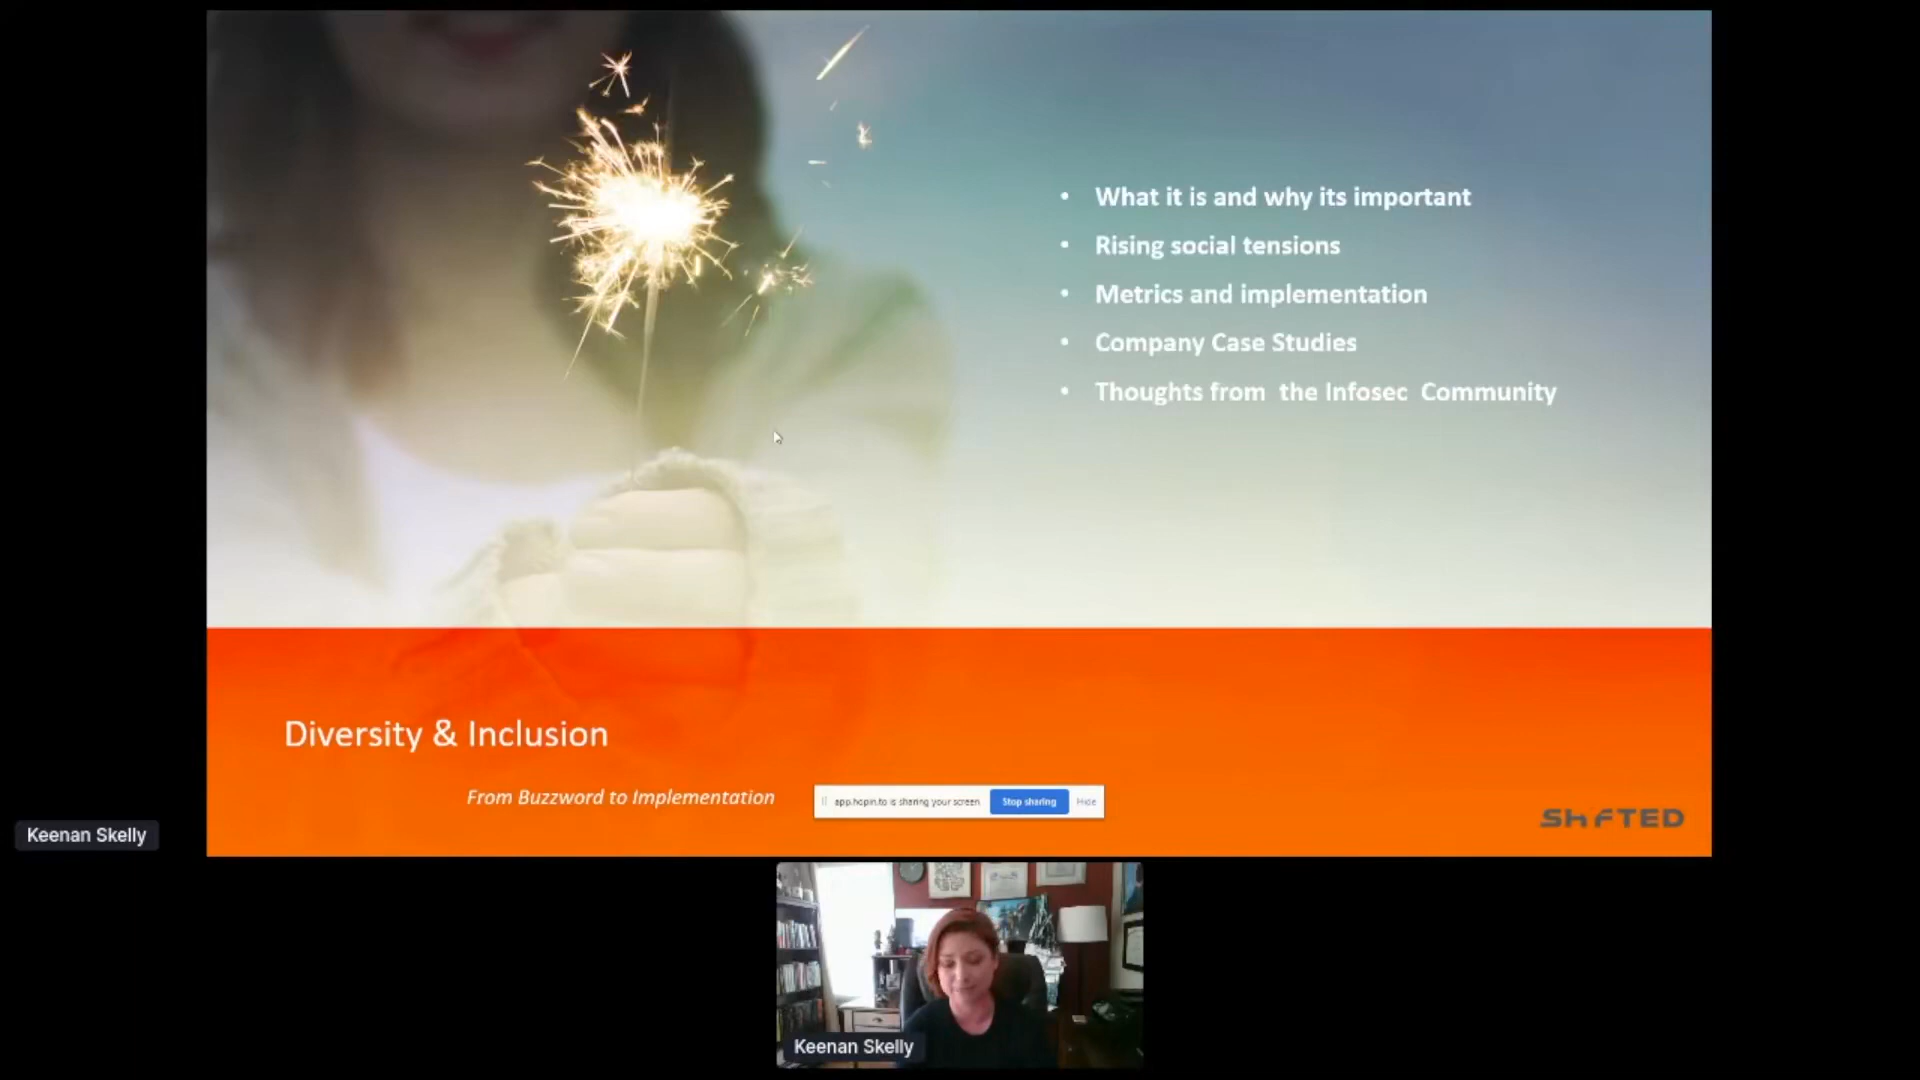 • What it is and why its important
• Rising social tensions
• Metrics and implementation
• Company Case Studies
• Thoughts from the Infosec Community
Diversity & Inclusion
From Buzzword to Implementation
app.hopin.to is sharing your screen Stop sharing Hide
SHFTED
Keenan Skelly
Keenan Skelly